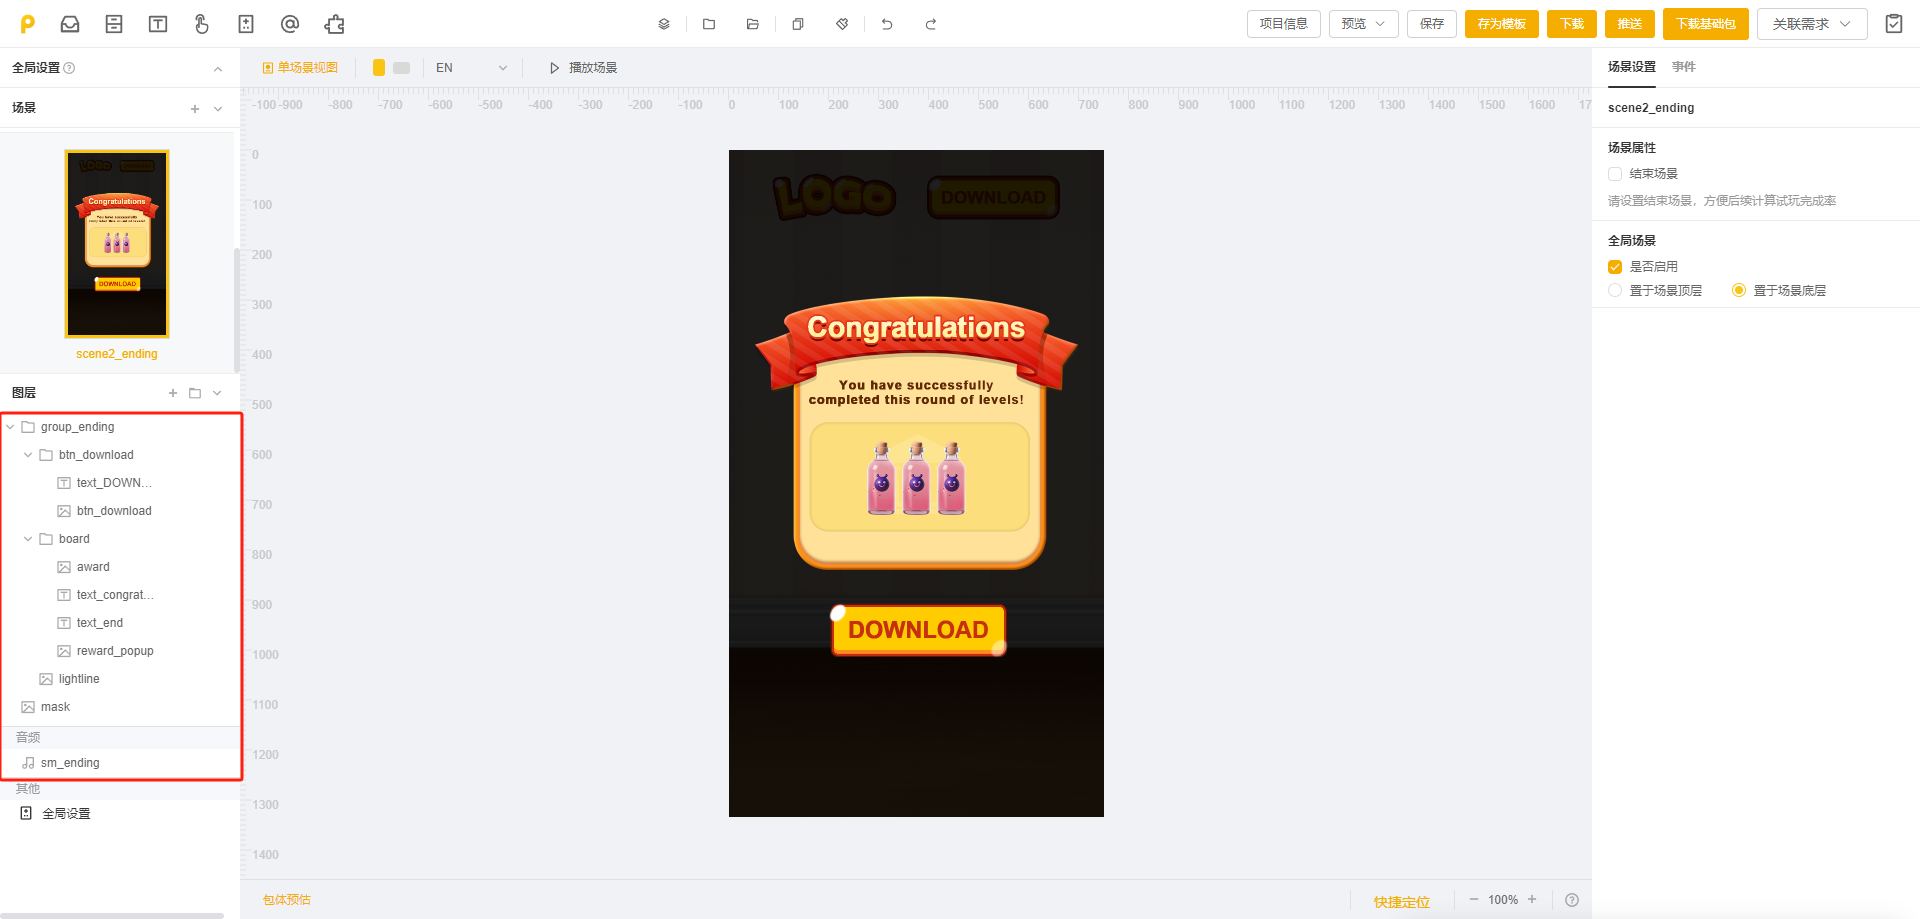 项目信息
预览
保存
存为模板
下载
推送
下载基础包
关联需求
全局设置
单场景视图
EN
播放场景
场景设置 事件
场景
-100 -900 -800 -700 -600 -500 -400 -300 -200 -100 0 100 200 300 400 500 600 700 800 900 1000 1100 1200 1300 1400 1500 1600 17
scene2_ending
LOGO
Congratulations
You have successfully
completed this round of levels!
DOWNLOAD
scene2_ending
图层
group_ending
btn_download
text_DOWN...
btn_download
board
award
text_congrat...
text_end
reward_popup
lightline
mask
音频
sm_ending
其他
全局设置
0
100
200
300
400
500
600
700
800
900
1000
1100
1200
1300
1400
LOGO
DOWNLOAD
Congratulations
You have successfully
completed this round of levels!
DOWNLOAD
场景属性
结束场景
请设置结束场景，方便后续计算试玩完成率
全局场景
是否启用
置于场景顶层
置于场景底层
包体预估
快捷定位
100%